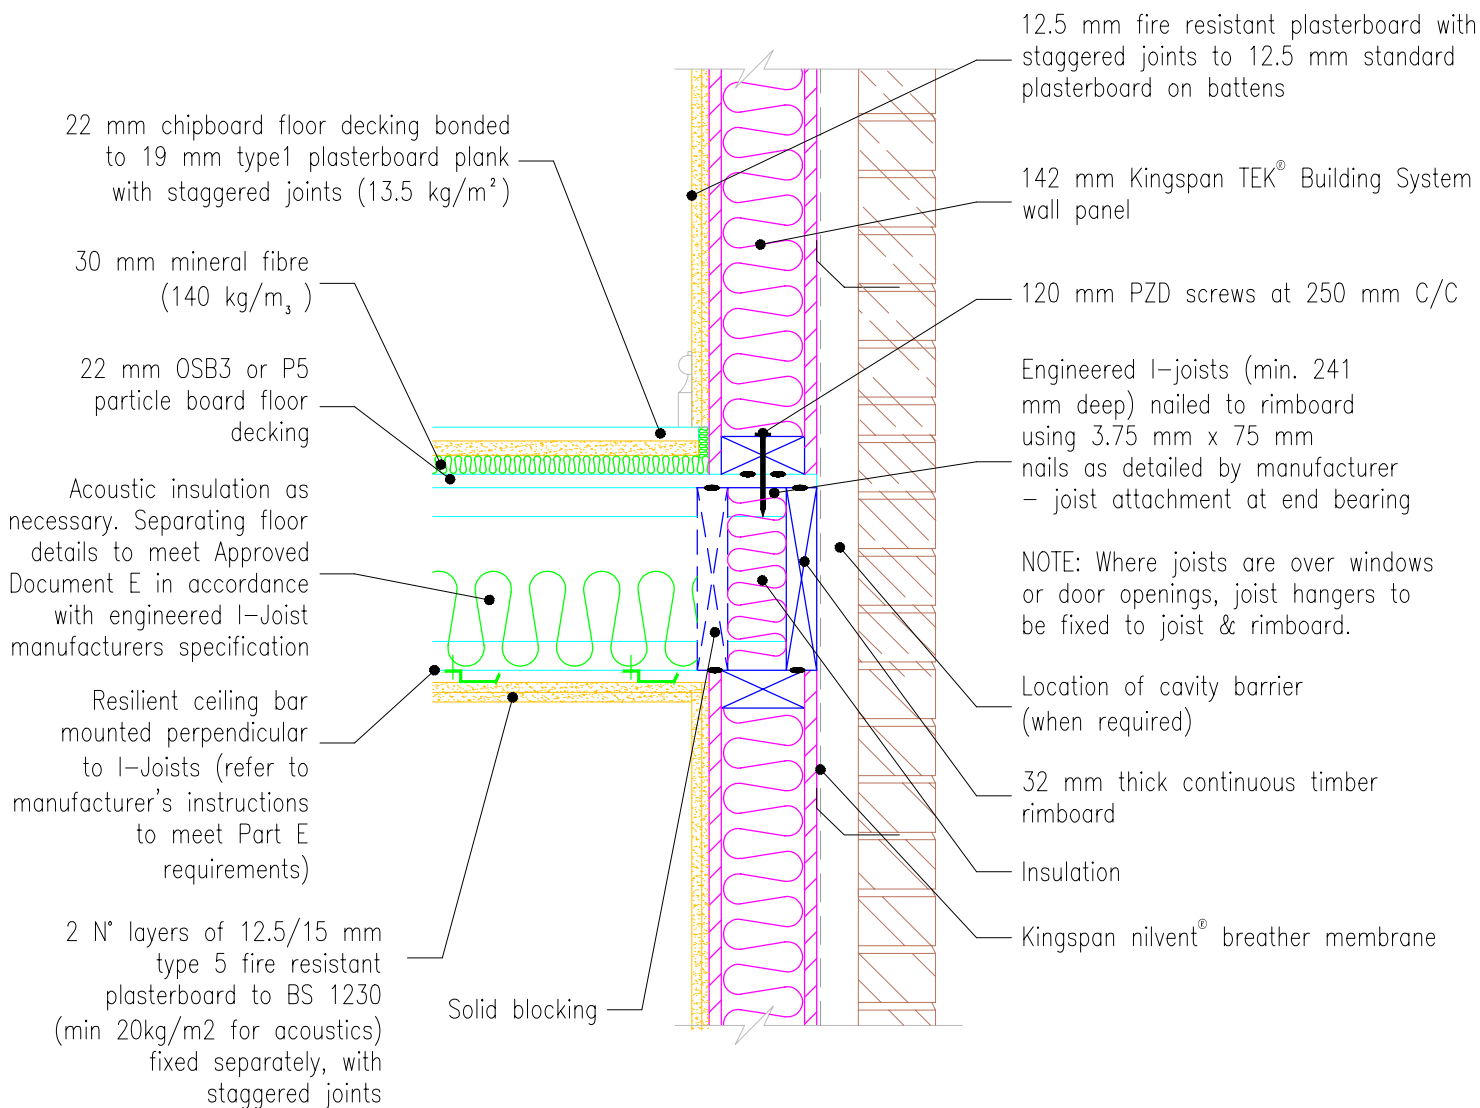 22 mm chipboard floor decking bonded
to 19 mm type1 plasterboard plank
with staggered joints (13.5 kg/m²)
30 mm mineral fibre
(140 kg/m₃ )
22 mm OSB3 or P5
particle board floor
decking
Acoustic insulation as
necessary. Separating floor
details to meet Approved
Document E in accordance
with engineered I-Joist
manufacturers specification
Resilient ceiling bar
mounted perpendicular
to I-Joists (refer to
manufacturer's instructions
to meet Part E
requirements)
2 N° layers of 12.5/15 mm
type 5 fire resistant
plasterboard to BS 1230
(min 20kg/m2 for acoustics)
fixed separately, with
staggered joints
Solid blocking
12.5 mm fire resistant plasterboard with
staggered joints to 12.5 mm standard
plasterboard on battens
142 mm Kingspan TEK® Building System
wall panel
120 mm PZD screws at 250 mm C/C
Engineered I-joists (min. 241
mm deep) nailed to rimboard
using 3.75 mm x 75 mm
nails as detailed by manufacturer
- joist attachment at end bearing
NOTE: Where joists are over windows
or door openings, joist hangers to
be fixed to joist & rimboard.
Location of cavity barrier
(when required)
32 mm thick continuous timber
rimboard
Insulation
Kingspan nilvent® breather membrane